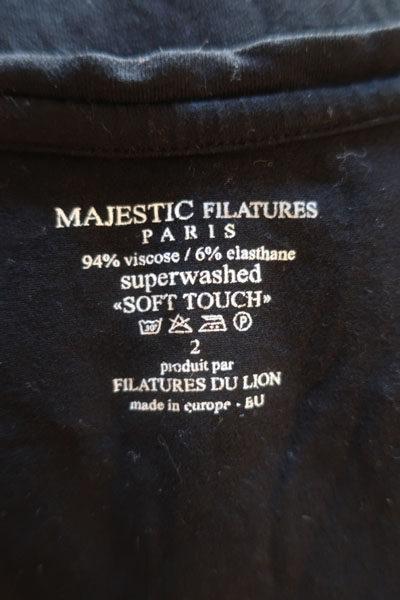 MAJESTIC FILATURES
PARIS
94% viscose / 6% elasthane
superwashed
«SOFT TOUCH»
30° P
2
produit par
FILATURES DU LION
made in europe - EU